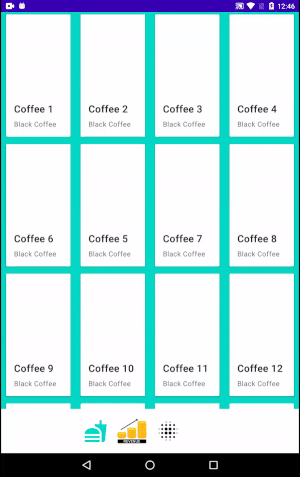 12:46
Coffee 1
Black Coffee
Coffee 2
Black Coffee
Coffee 3
Black Coffee
Coffee 4
Black Coffee
Coffee 6
Black Coffee
Coffee 5
Black Coffee
Coffee 7
Black Coffee
Coffee 8
Black Coffee
Coffee 9
Black Coffee
Coffee 10
Black Coffee
Coffee 11
Black Coffee
Coffee 12
Black Coffee
REVENUE